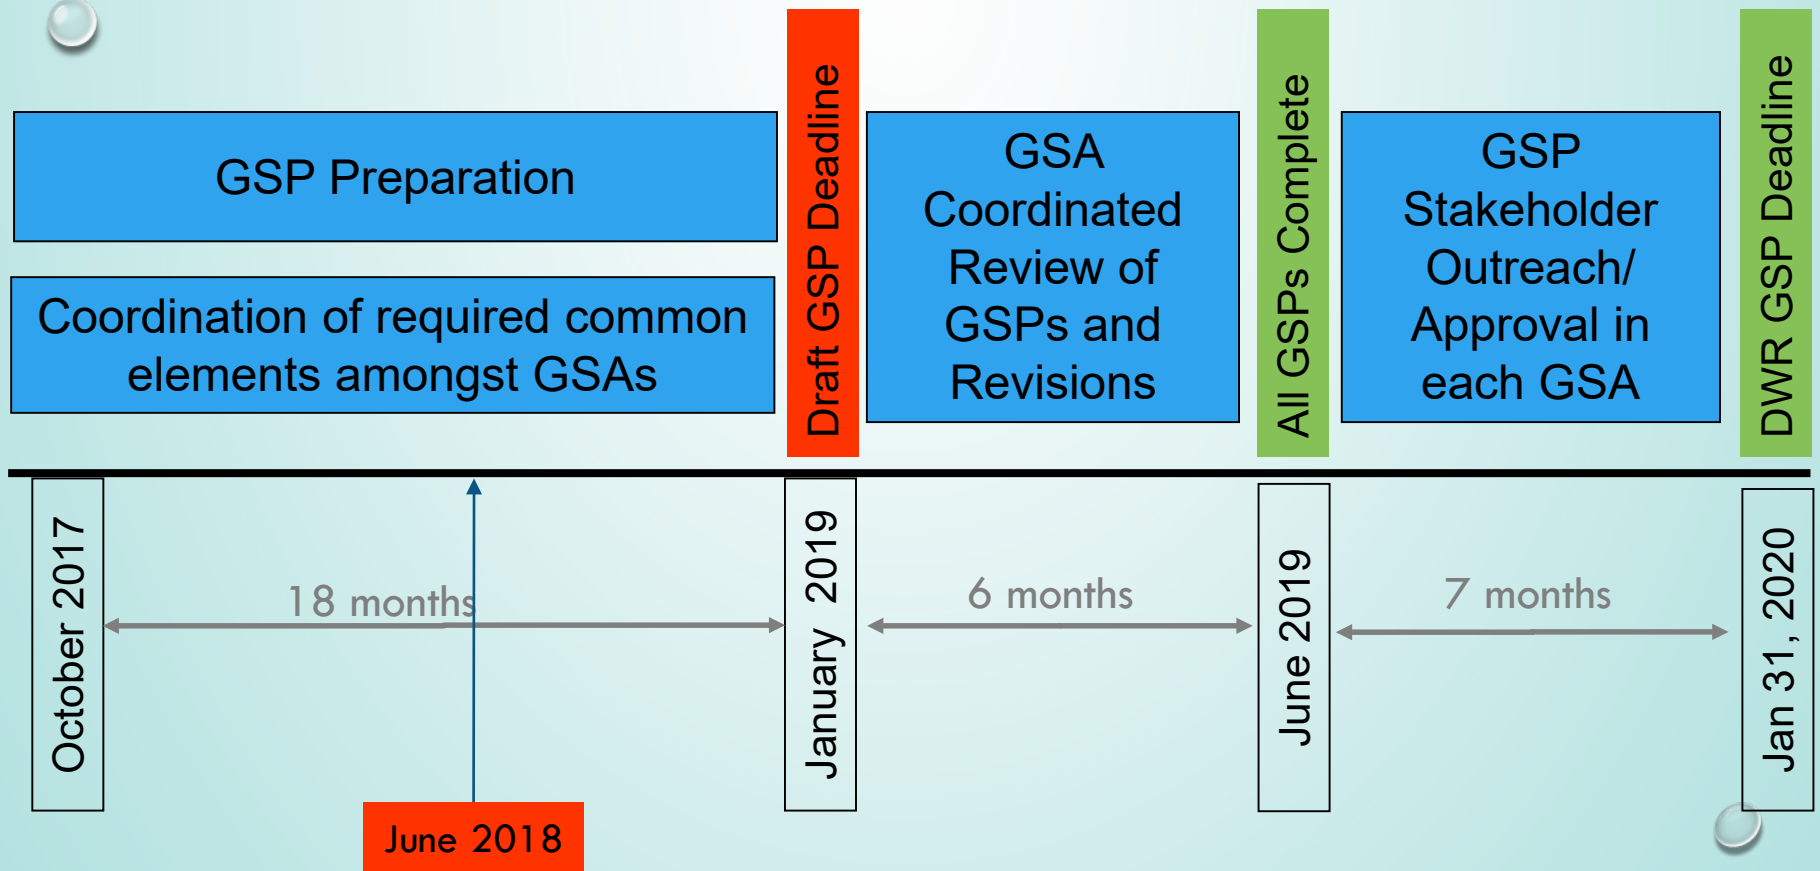 GSP Preparation
Coordination of required common
elements amongst GSAs
Draft GSP Deadline
GSA
Coordinated
Review of
GSPs and
Revisions
All GSPs Complete
GSP
Stakeholder
Outreach/
Approval in
each GSA
DWR GSP Deadline
October 2017
18 months
January 2019
6 months
June 2019
7 months
Jan 31, 2020
June 2018